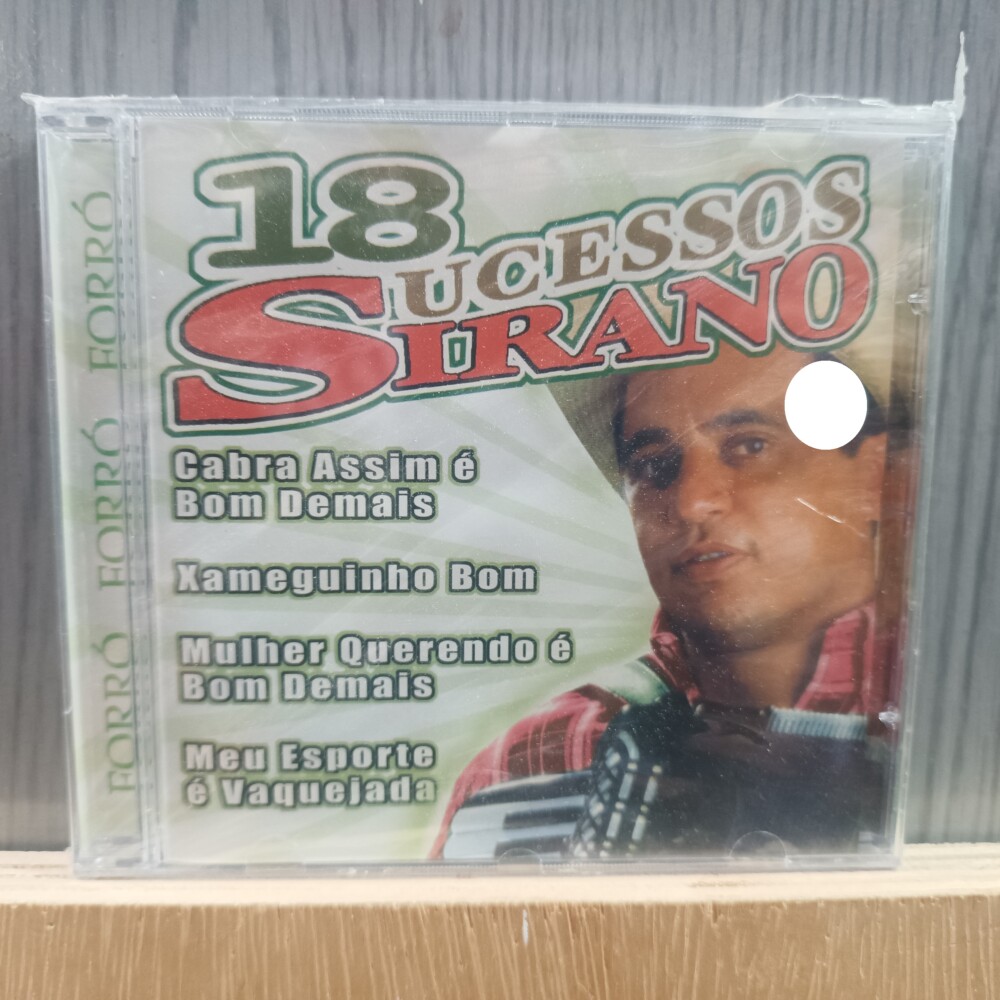 18
SUCESSOS
SIRANO
Cabra Assim é
Bom Demais
Xameguinho Bom
Mulher Querendo é
Bom Demais
Meu Esporte
é Vaquejada
FORRÓ FORRÓ FORRÓ